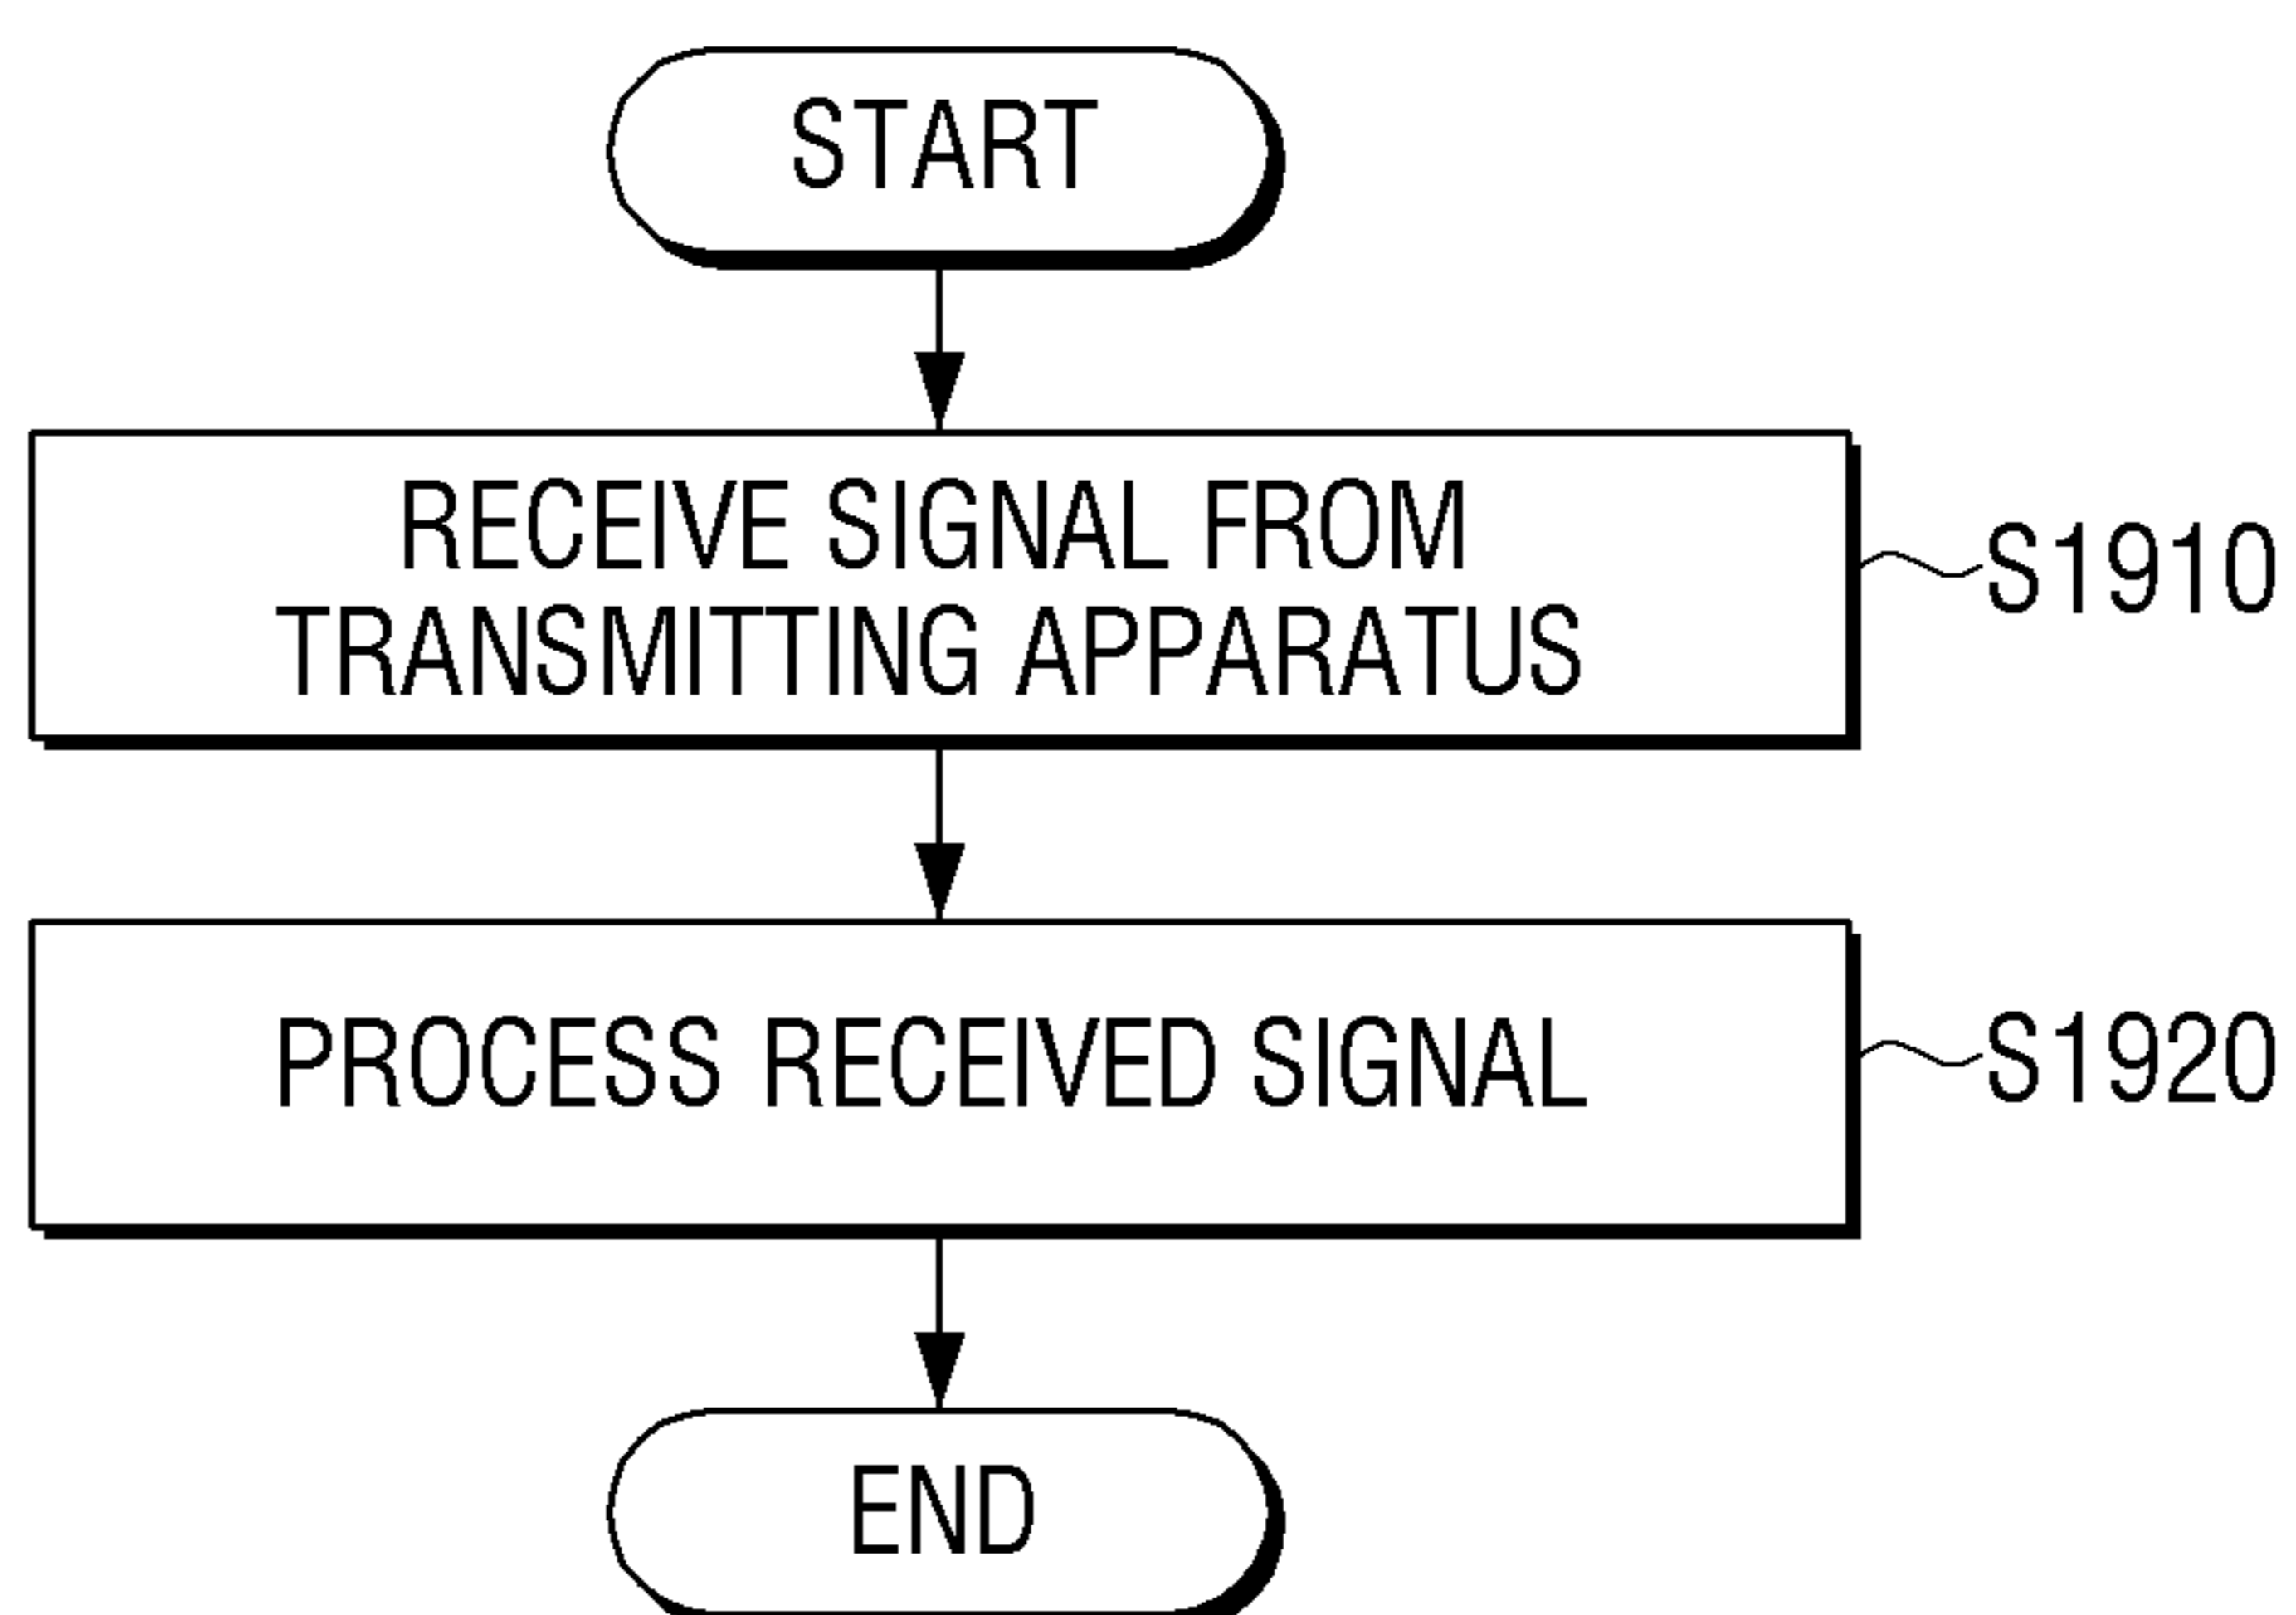 START
RECEIVE SIGNAL FROM
TRANSMITTING APPARATUS
S1910
PROCESS RECEIVED SIGNAL
S1920
END